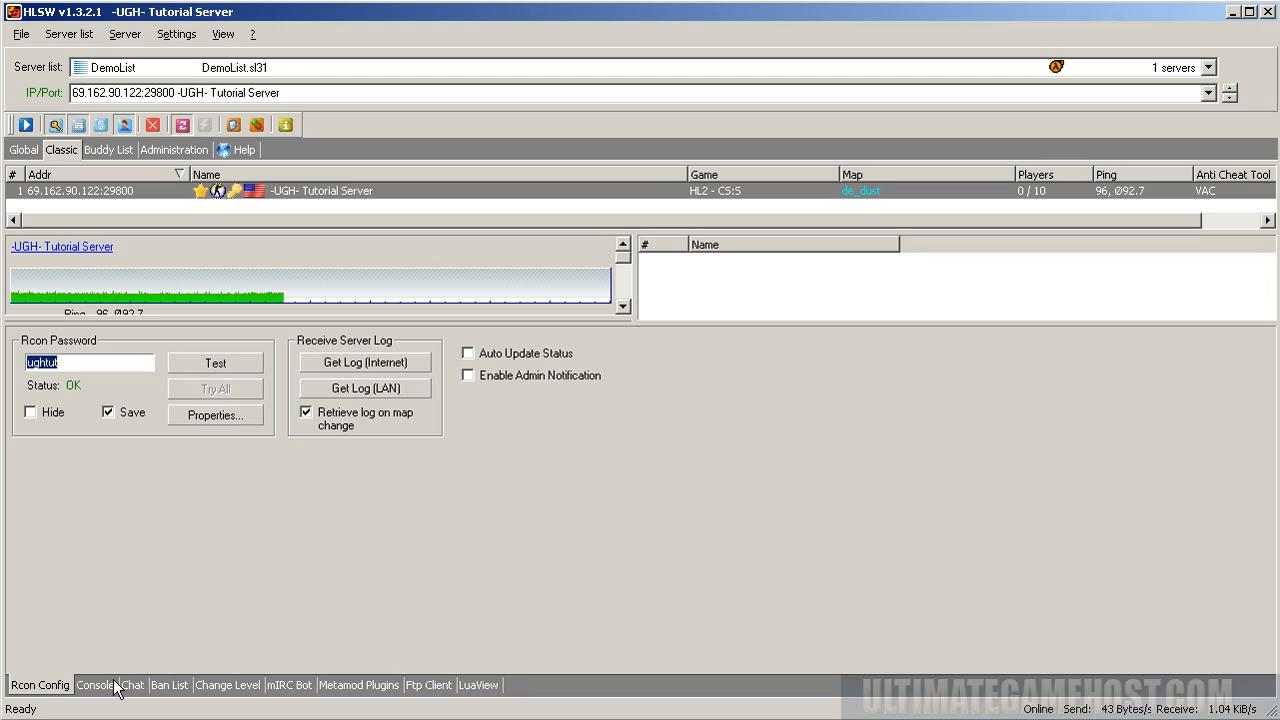 HLSW v1.3.2.1 -UGH- Tutorial Server
File Server list Server Settings View ?
Server list: DemoList DemoList.sl31 1 servers
IP/Port: 69.162.90.122:29800 -UGH- Tutorial Server
Global Classic Buddy List Administration Help
# Addr Name Game Map Players Ping Anti Cheat Tool
1 69.162.90.122:29800 -UGH- Tutorial Server HL2 - CS:S de_dust 0 / 10 96, Ø92.7 VAC
-UGH- Tutorial Server
# Name
Ping 96, Ø92.7
Rcon Password
ughtut
Test
Status: OK
Try All
Hide Save
Properties...
Receive Server Log
Get Log (Internet)
Get Log (LAN)
Retrieve log on map
change
Auto Update Status
Enable Admin Notification
Rcon Config Console Chat Ban List Change Level mIRC Bot Metamod Plugins Ftp Client LuaView
ULTIMATEGAMEHOST.COM
Ready Online Send: 43 Bytes/s Receive: 1.04 KiB/s